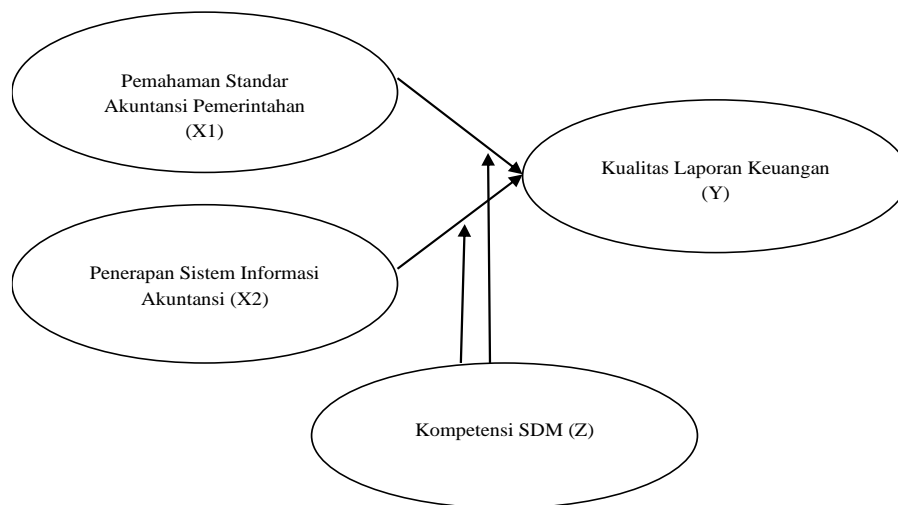 Pemahaman Standar
Akuntansi Pemerintahan
(X1)
Kualitas Laporan Keuangan
(Y)
Penerapan Sistem Informasi
Akuntansi (X2)
Kompetensi SDM (Z)